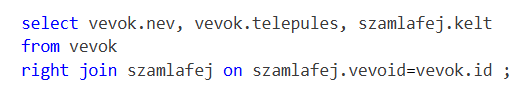 select vevok.nev, vevok.telepules, szamlafej.kelt
from vevok
right join szamlafej on szamlafej.vevoid=vevok.id ;